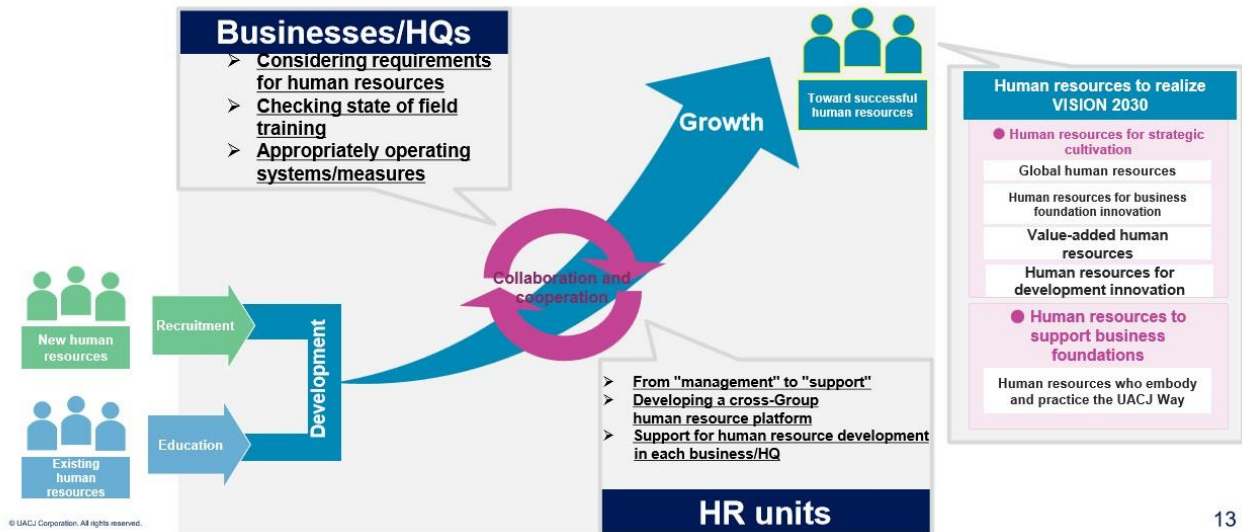 Businesses/HQs
➢ Considering requirements
for human resources
➢ Checking state of field
training
➢ Appropriately operating
systems/measures
Growth
Toward successful
human resources
Human resources to realize
VISION 2030
● Human resources for strategic
cultivation
Global human resources
Human resources for business
foundation innovation
Value-added human
resources
Human resources for
development innovation
● Human resources to
support business
foundations
Human resources who embody
and practice the UACJ Way
Collaboration and
cooperation
New human
resources
Recruitment
Existing
human
resources
Education
Development
➢ From "management" to "support"
➢ Developing a cross-Group
human resource platform
➢ Support for human resource development
in each business/HQ
HR units
© UACJ Corporation. All rights reserved.
13